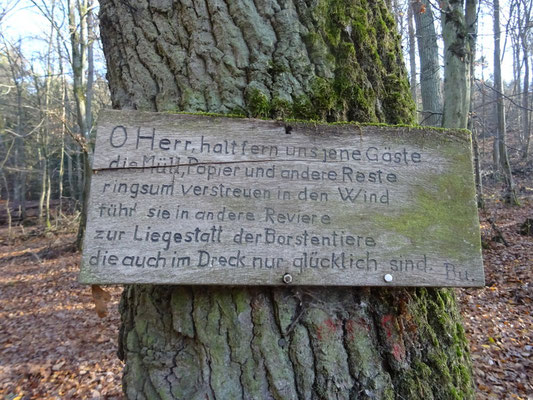 O Herr, halt fern uns jene Gäste
die Müll, Papier und andere Reste
ringsum verstreuen in den Wind
führ sie in andere Reviere
zur Liegestatt der Borstentiere
die auch im Dreck nur glücklich sind.